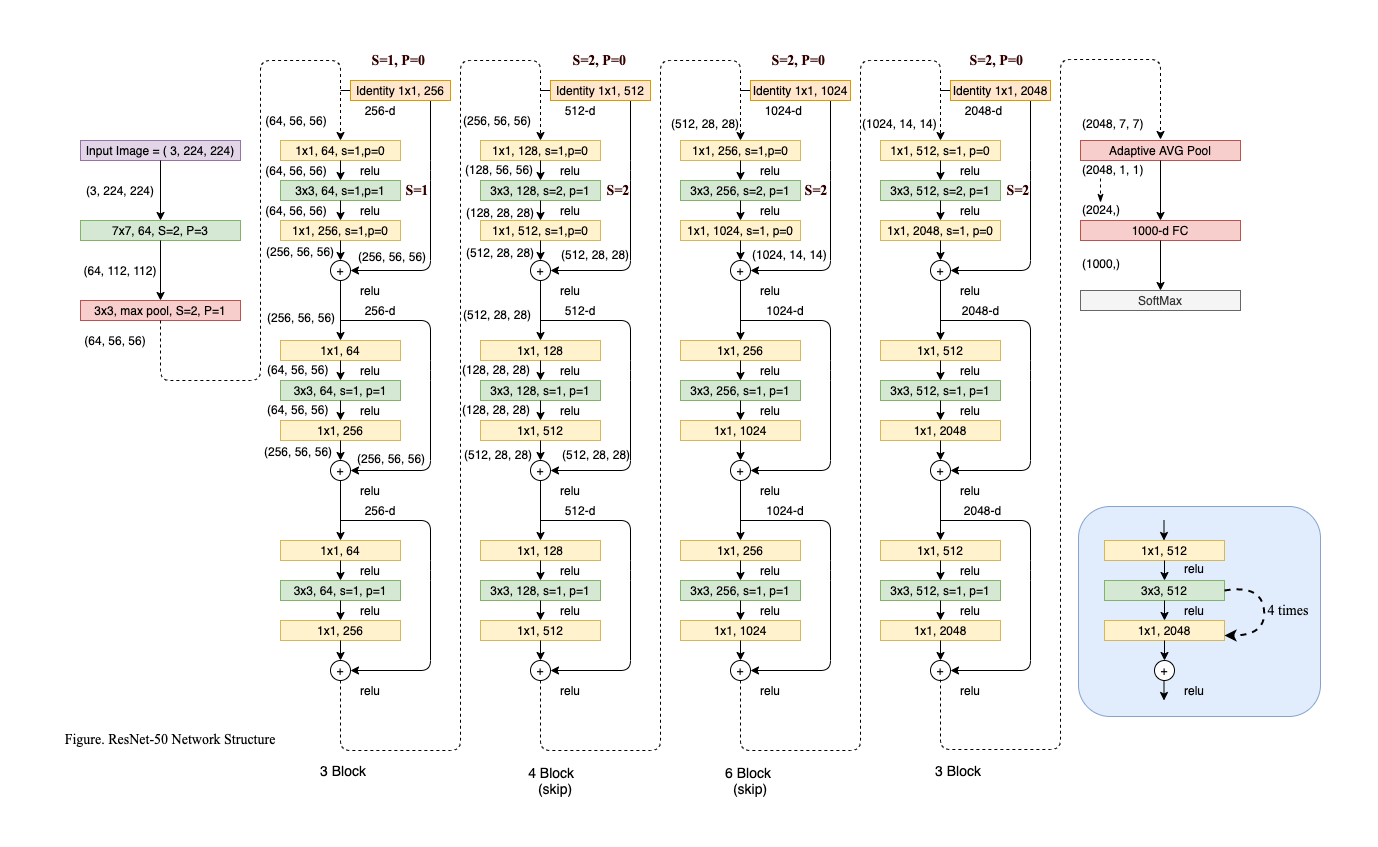 Input Image = ( 3, 224, 224)
(3, 224, 224)
7x7, 64, S=2, P=3
(64, 112, 112)
3x3, max pool, S=2, P=1
(64, 56, 56)
S=1, P=0
Identity 1x1, 256
256-d
(64, 56, 56)
1x1, 64, s=1,p=0
(64, 56, 56)
relu
3x3, 64, s=1,p=1
S=1
(64, 56, 56)
relu
1x1, 256, s=1,p=0
(256, 56, 56)
(256, 56, 56)
+
relu
(256, 56, 56)
256-d
1x1, 64
(64, 56, 56)
relu
3x3, 64, s=1, p=1
(64, 56, 56)
relu
1x1, 256
(256, 56, 56)
(256, 56, 56)
+
relu
256-d
1x1, 64
relu
3x3, 64, s=1, p=1
relu
1x1, 256
+
relu
3 Block
S=2, P=0
Identity 1x1, 512
512-d
(256, 56, 56)
1x1, 128, s=1,p=0
(128, 56, 56)
relu
3x3, 128, s=2, p=1
S=2
(128, 28, 28)
relu
1x1, 512, s=1,p=0
(512, 28, 28)
(512, 28, 28)
+
relu
(512, 28, 28)
512-d
1x1, 128
(128, 28, 28)
relu
3x3, 128, s=1, p=1
(128, 28, 28)
relu
1x1, 512
(512, 28, 28)
(512, 28, 28)
+
relu
512-d
1x1, 128
relu
3x3, 128, s=1, p=1
relu
1x1, 512
+
relu
4 Block
(skip)
S=2, P=0
Identity 1x1, 1024
1024-d
(512, 28, 28)
1x1, 256, s=1,p=0
relu
3x3, 256, s=2, p=1
S=2
relu
1x1, 1024, s=1, p=0
(1024, 14, 14)
+
relu
1024-d
1x1, 256
relu
3x3, 256, s=1, p=1
relu
1x1, 1024
+
relu
1024-d
1x1, 256
relu
3x3, 256, s=1, p=1
relu
1x1, 1024
+
relu
6 Block
(skip)
S=2, P=0
Identity 1x1, 2048
2048-d
(1024, 14, 14)
1x1, 512, s=1, p=0
relu
3x3, 512, s=2, p=1
S=2
relu
1x1, 2048, s=1, p=0
+
relu
2048-d
1x1, 512
relu
3x3, 512, s=1, p=1
relu
1x1, 2048
+
relu
2048-d
1x1, 512
relu
3x3, 512, s=1, p=1
relu
1x1, 2048
+
relu
3 Block
(2048, 7, 7)
Adaptive AVG Pool
(2048, 1, 1)
(2024,)
1000-d FC
(1000,)
SoftMax
1x1, 512
relu
3x3, 512
relu
4 times
1x1, 2048
+
relu
Figure. ResNet-50 Network Structure